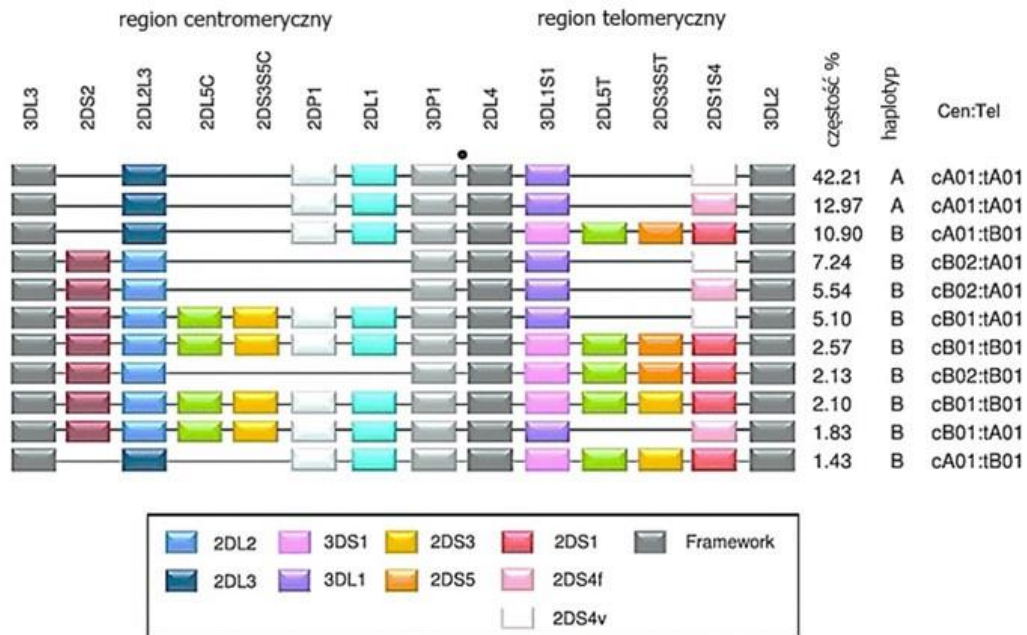 region centromeryczny region telomeryczny
3DL3 2DS2 2DL2L3 2DL5C 2DS3S5C 2DP1 2DL1 3DP1 2DL4 3DL1S1 2DL5T 2DS3S5T 2DS1S4 3DL2 częstość % haplotyp Cen:Tel
42.21 A cA01:tA01
12.97 A cA01:tA01
10.90 B cA01:tB01
7.24 B cB02:tA01
5.54 B cB02:tA01
5.10 B cB01:tA01
2.57 B cB01:tB01
2.13 B cB02:tB01
2.10 B cB01:tB01
1.83 B cB01:tA01
1.43 B cA01:tB01
2DL2 3DS1 2DS3 2DS1 Framework
2DL3 3DL1 2DS5 2DS4f
2DS4v